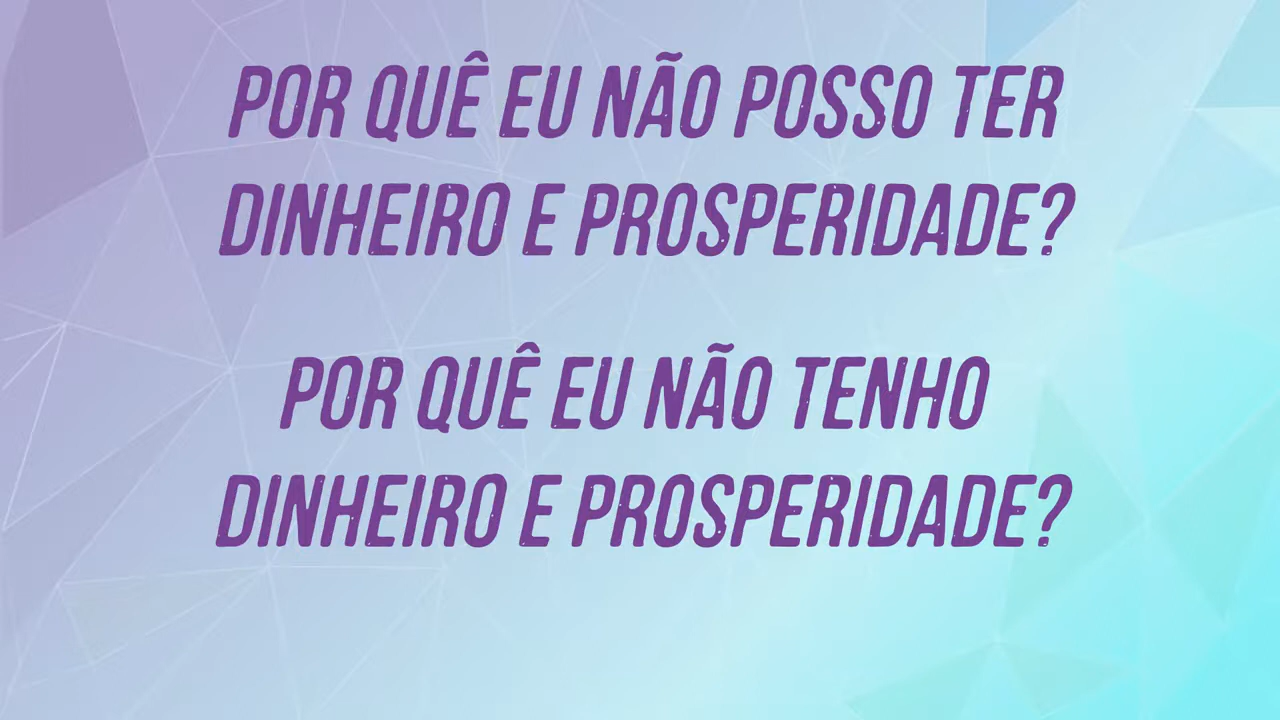 POR QUÊ EU NÃO POSSO TER
DINHEIRO E PROSPERIDADE?
POR QUÊ EU NÃO TENHO
DINHEIRO E PROSPERIDADE?